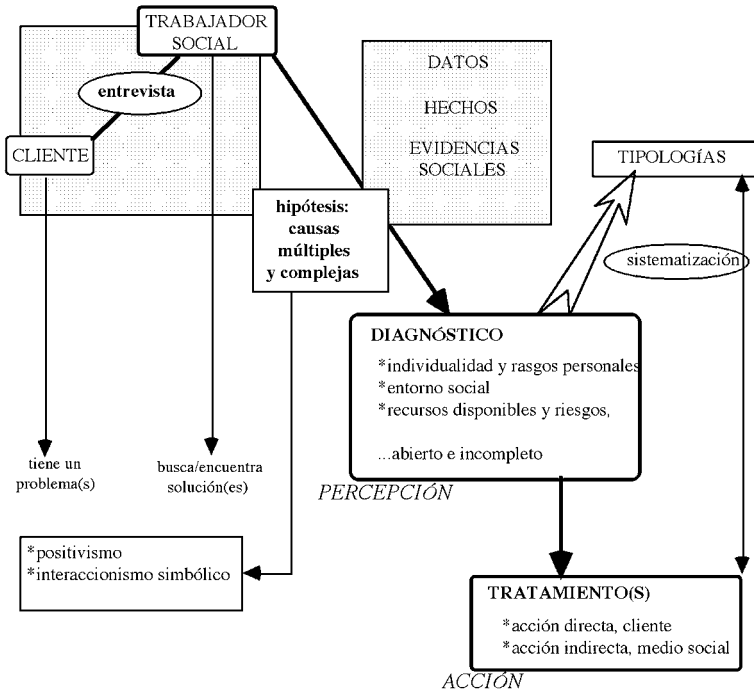 TRABAJADOR
SOCIAL
entrevista
CLIENTE
DATOS
HECHOS
EVIDENCIAS
SOCIALES
TIPOLOGÍAS
hipótesis:
causas
múltiples
y complejas
sistematización
DIAGNÓSTICO
*individualidad y rasgos personales
*entorno social
*recursos disponibles y riesgos,
...abierto e incompleto
PERCEPCIÓN
tiene un
problema(s)
busca/encuentra
solución(es)
*positivismo
*interaccionismo simbólico
TRATAMIENTO(S)
*acción directa, cliente
*acción indirecta, medio social
ACCIÓN